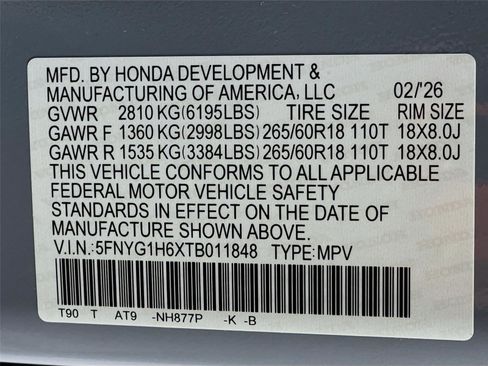 MFD. BY HONDA DEVELOPMENT &
MANUFACTURING OF AMERICA, LLC 02/'26
GVWR 2810 KG(6195LBS) TIRE SIZE RIM SIZE
GAWR F 1360 KG(2998LBS) 265/60R18 110T 18X8.0J
GAWR R 1535 KG(3384LBS) 265/60R18 110T 18X8.0J
THIS VEHICLE CONFORMS TO ALL APPLICABLE
FEDERAL MOTOR VEHICLE SAFETY
STANDARDS IN EFFECT ON THE DATE OF
MANUFACTURE SHOWN ABOVE.
V.I.N.:5FNYG1H6XTB011848 TYPE:MPV
T90 T AT9 -NH877P -K -B